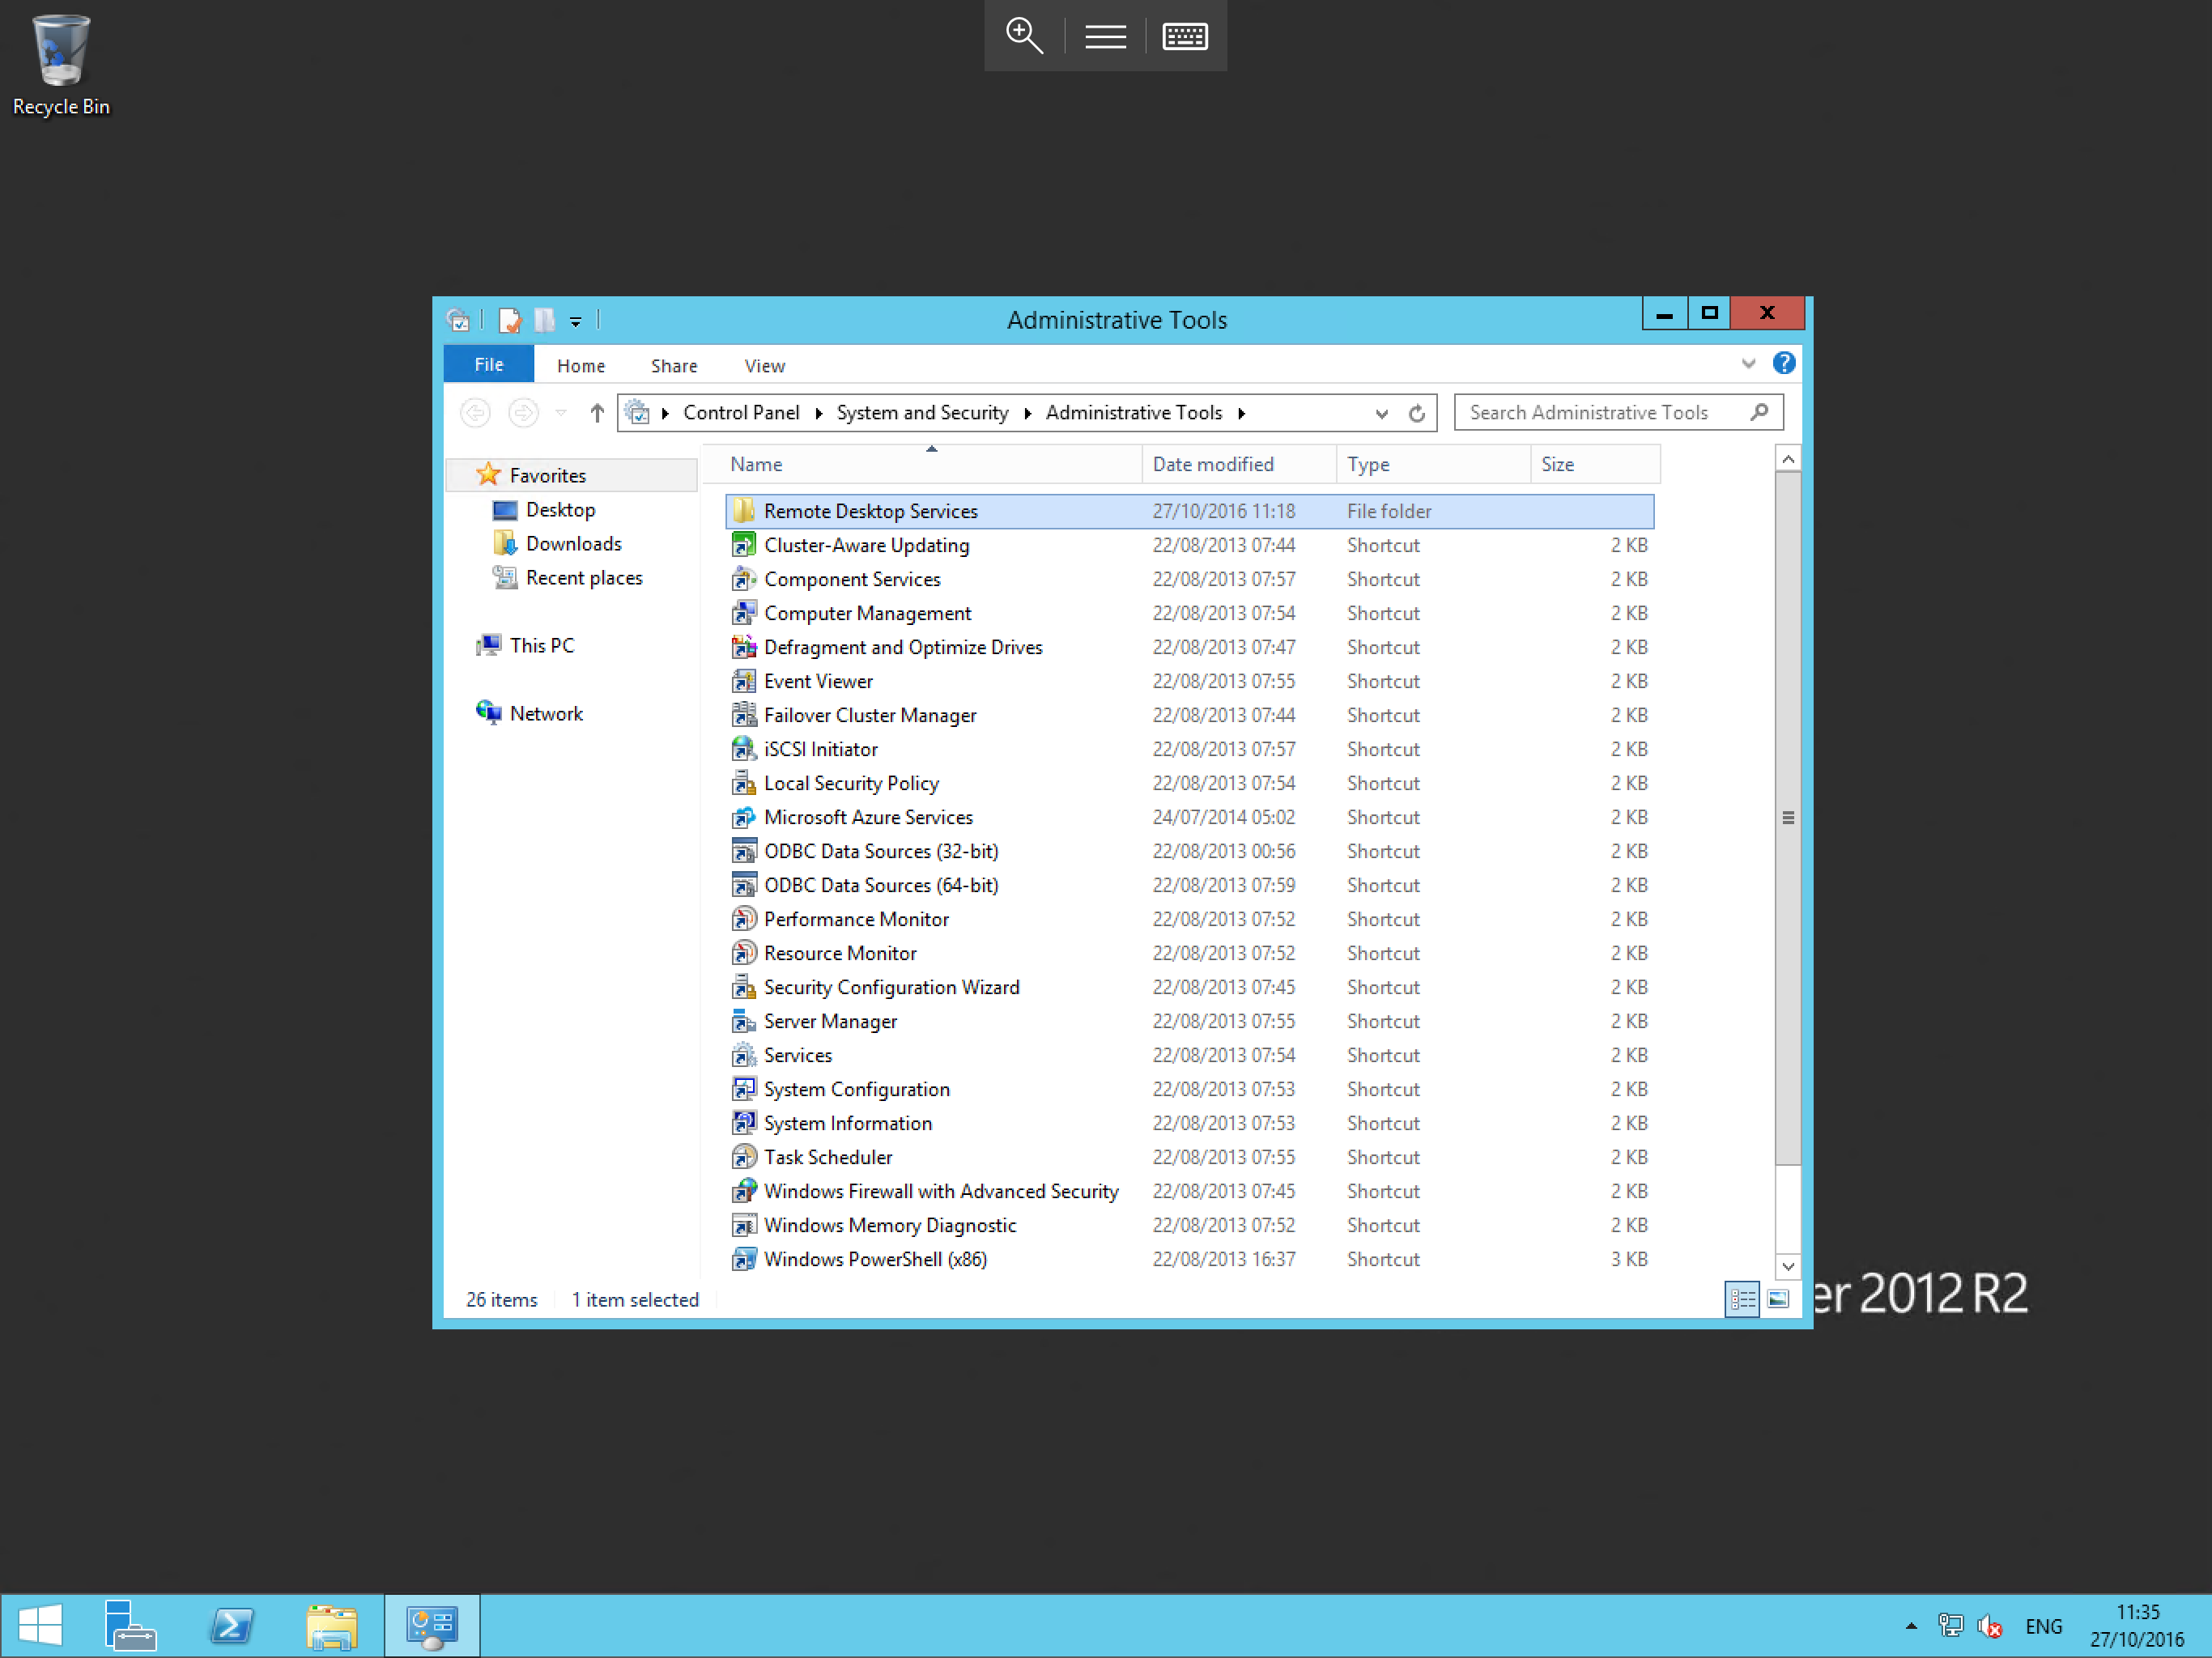 Recycle Bin
Administrative Tools
File Home Share View
Control Panel System and Security Administrative Tools Search Administrative Tools
Name Date modified Type Size
Favorites
Desktop
Downloads
Recent places
This PC
Network
Remote Desktop Services 27/10/2016 11:18 File folder
Cluster-Aware Updating 22/08/2013 07:44 Shortcut 2 KB
Component Services 22/08/2013 07:57 Shortcut 2 KB
Computer Management 22/08/2013 07:54 Shortcut 2 KB
Defragment and Optimize Drives 22/08/2013 07:47 Shortcut 2 KB
Event Viewer 22/08/2013 07:55 Shortcut 2 KB
Failover Cluster Manager 22/08/2013 07:44 Shortcut 2 KB
iSCSI Initiator 22/08/2013 07:57 Shortcut 2 KB
Local Security Policy 22/08/2013 07:54 Shortcut 2 KB
Microsoft Azure Services 24/07/2014 05:02 Shortcut 2 KB
ODBC Data Sources (32-bit) 22/08/2013 00:56 Shortcut 2 KB
ODBC Data Sources (64-bit) 22/08/2013 07:59 Shortcut 2 KB
Performance Monitor 22/08/2013 07:52 Shortcut 2 KB
Resource Monitor 22/08/2013 07:52 Shortcut 2 KB
Security Configuration Wizard 22/08/2013 07:45 Shortcut 2 KB
Server Manager 22/08/2013 07:55 Shortcut 2 KB
Services 22/08/2013 07:54 Shortcut 2 KB
System Configuration 22/08/2013 07:53 Shortcut 2 KB
System Information 22/08/2013 07:53 Shortcut 2 KB
Task Scheduler 22/08/2013 07:55 Shortcut 2 KB
Windows Firewall with Advanced Security 22/08/2013 07:45 Shortcut 2 KB
Windows Memory Diagnostic 22/08/2013 07:52 Shortcut 2 KB
Windows PowerShell (x86) 22/08/2013 16:37 Shortcut 3 KB
26 items 1 item selected
er 2012 R2
ENG
11:35
27/10/2016